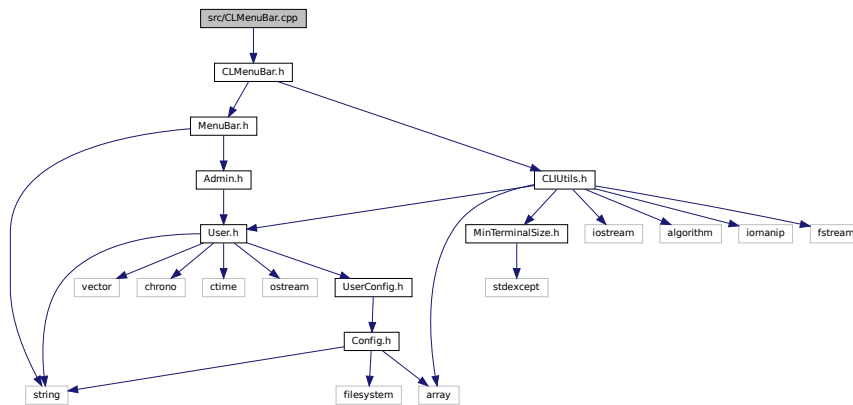 src/CLMenuBar.cpp
CLMenuBar.h
MenuBar.h
Admin.h
CLIUtils.h
User.h
MinTerminalSize.h
iostream
algorithm
iomanip
fstream
vector
chrono
ctime
ostream
UserConfig.h
stdexcept
Config.h
string
filesystem
array